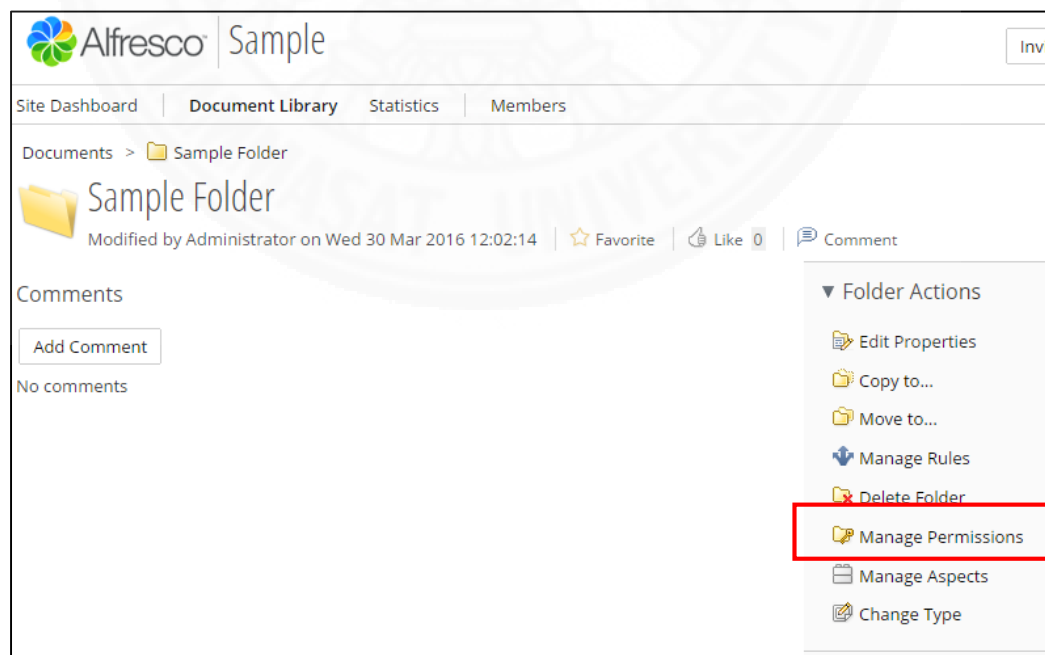 Alfresco Sample
Inv
Site Dashboard Document Library Statistics Members
Documents > Sample Folder
Sample Folder
Modified by Administrator on Wed 30 Mar 2016 12:02:14 Favorite Like 0 Comment
Comments
Add Comment
No comments
▼ Folder Actions
Edit Properties
Copy to...
Move to...
Manage Rules
Delete Folder
Manage Permissions
Manage Aspects
Change Type